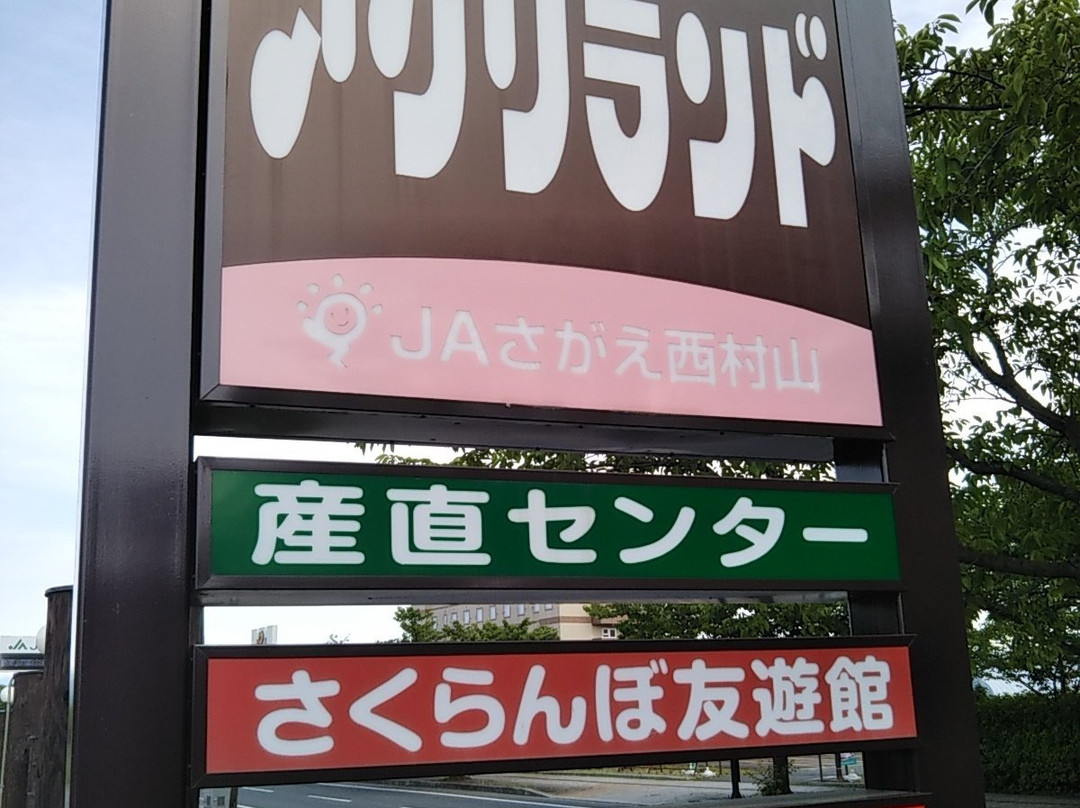 アグリランド
JAさがえ西村山
産直センター
さくらんぼ友遊館
JA